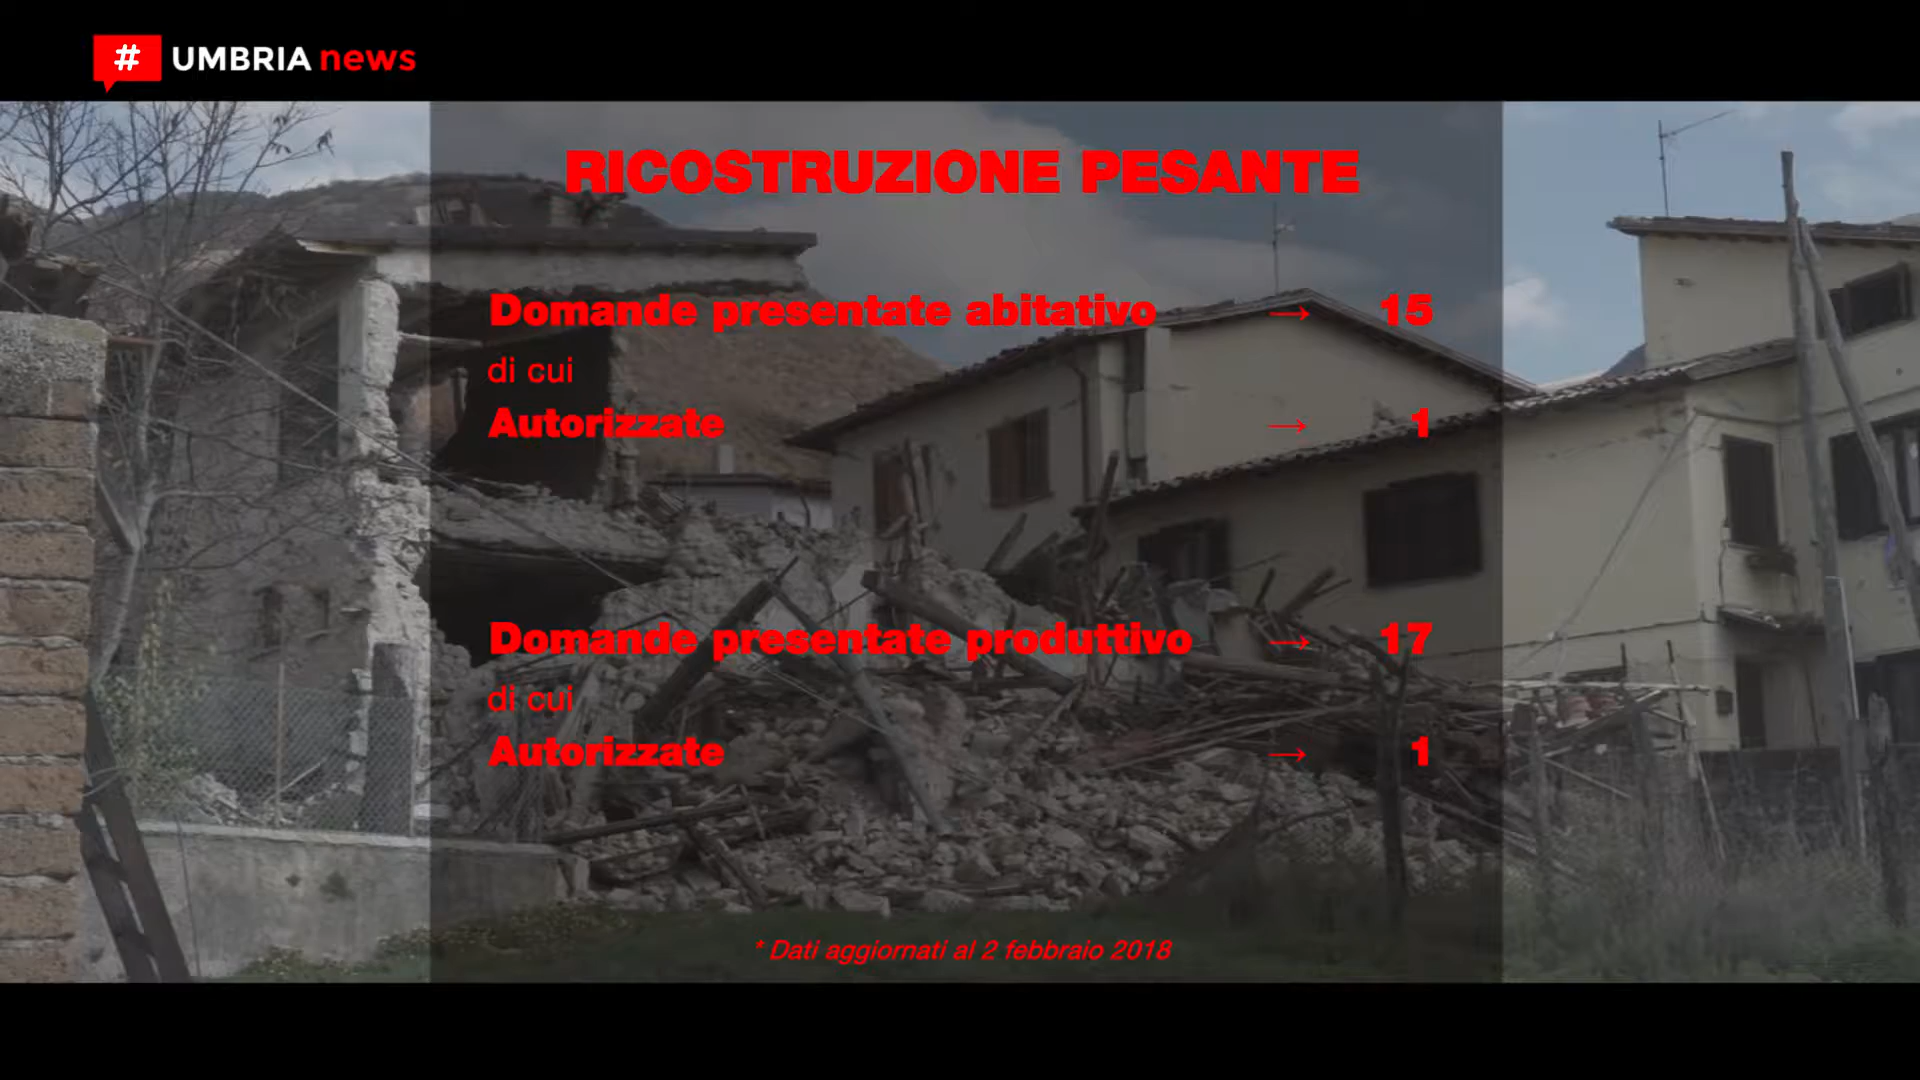 # UMBRIA news
RICOSTRUZIONE PESANTE
Domande presentate abitativo → 15
di cui
Autorizzate → 1
Domande presentate produttivo → 17
di cui
Autorizzate → 1
* Dati aggiornati al 2 febbraio 2018